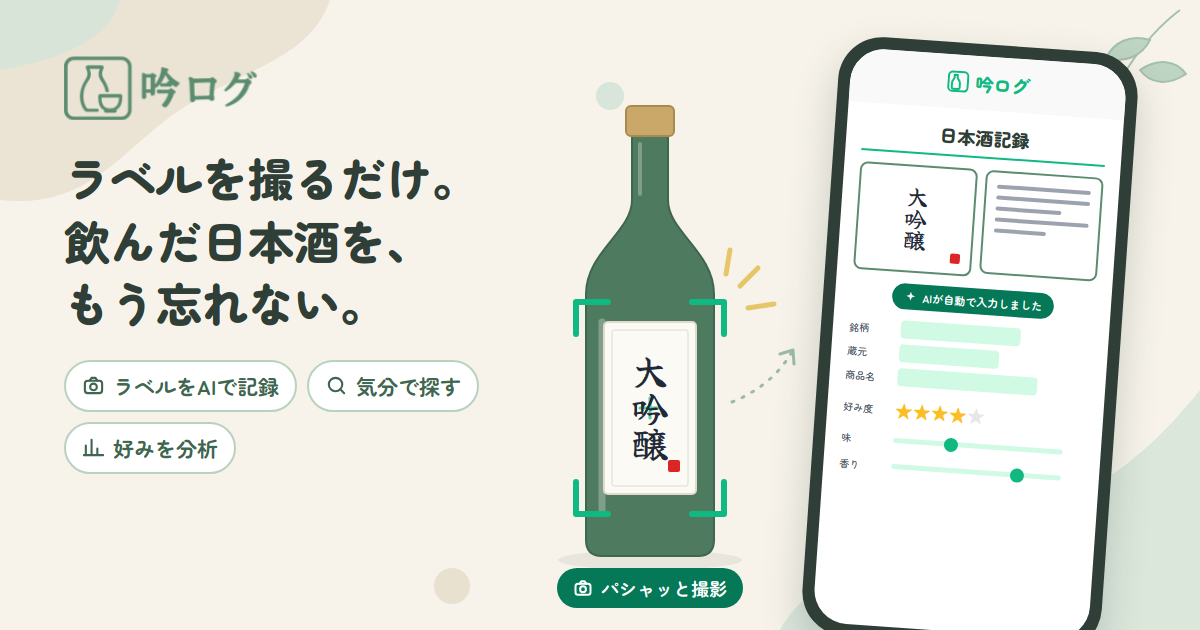 吟ログ
ラベルを撮るだけ。
飲んだ日本酒を、
もう忘れない。
ラベルをAIで記録
気分で探す
好みを分析
大吟醸
パシャッと撮影
吟ログ
日本酒記録
大吟醸
AIが自動で入力しました
銘柄
蔵元
商品名
好み度
味
香り